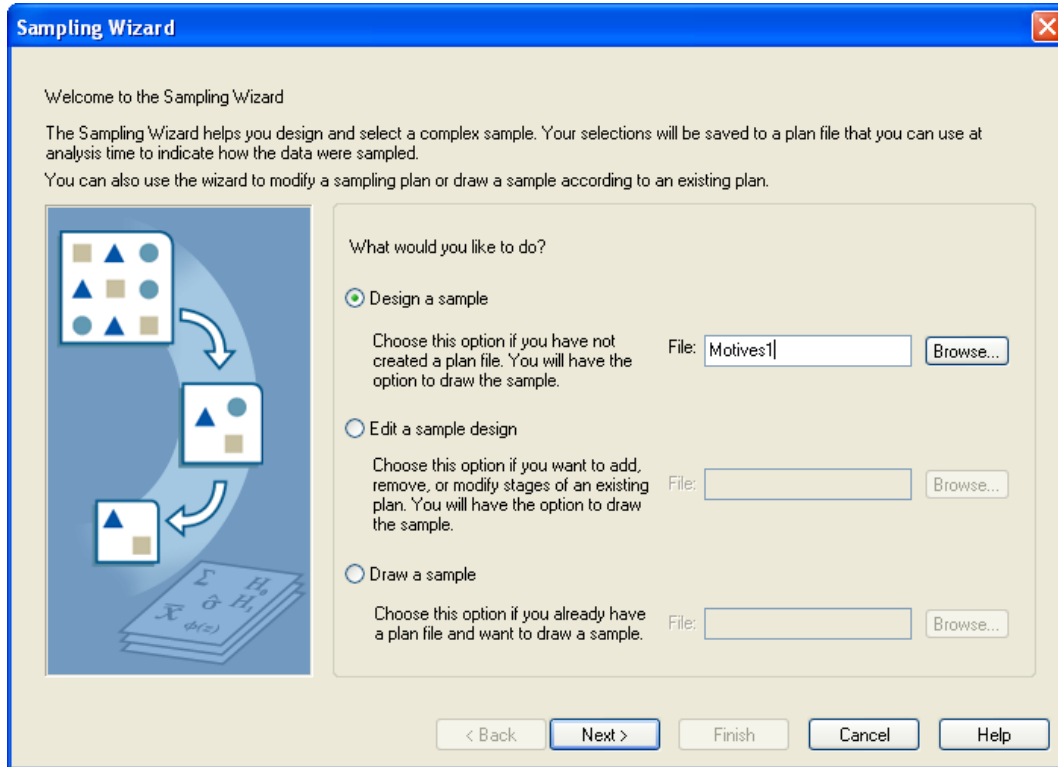 Sampling Wizard
Welcome to the Sampling Wizard
The Sampling Wizard helps you design and select a complex sample. Your selections will be saved to a plan file that you can use at
analysis time to indicate how the data were sampled.
You can also use the wizard to modify a sampling plan or draw a sample according to an existing plan.
What would you like to do?
Design a sample
Choose this option if you have not
created a plan file. You will have the
option to draw the sample.
File: Motives1 Browse...
Edit a sample design
Choose this option if you want to add,
remove, or modify stages of an existing
plan. You will have the option to draw
the sample.
File: Browse...
Draw a sample
Choose this option if you already have
a plan file and want to draw a sample.
File: Browse...
Σ H₀
x̄ σ̂ H₁
ϕ(z)
< Back Next > Finish Cancel Help